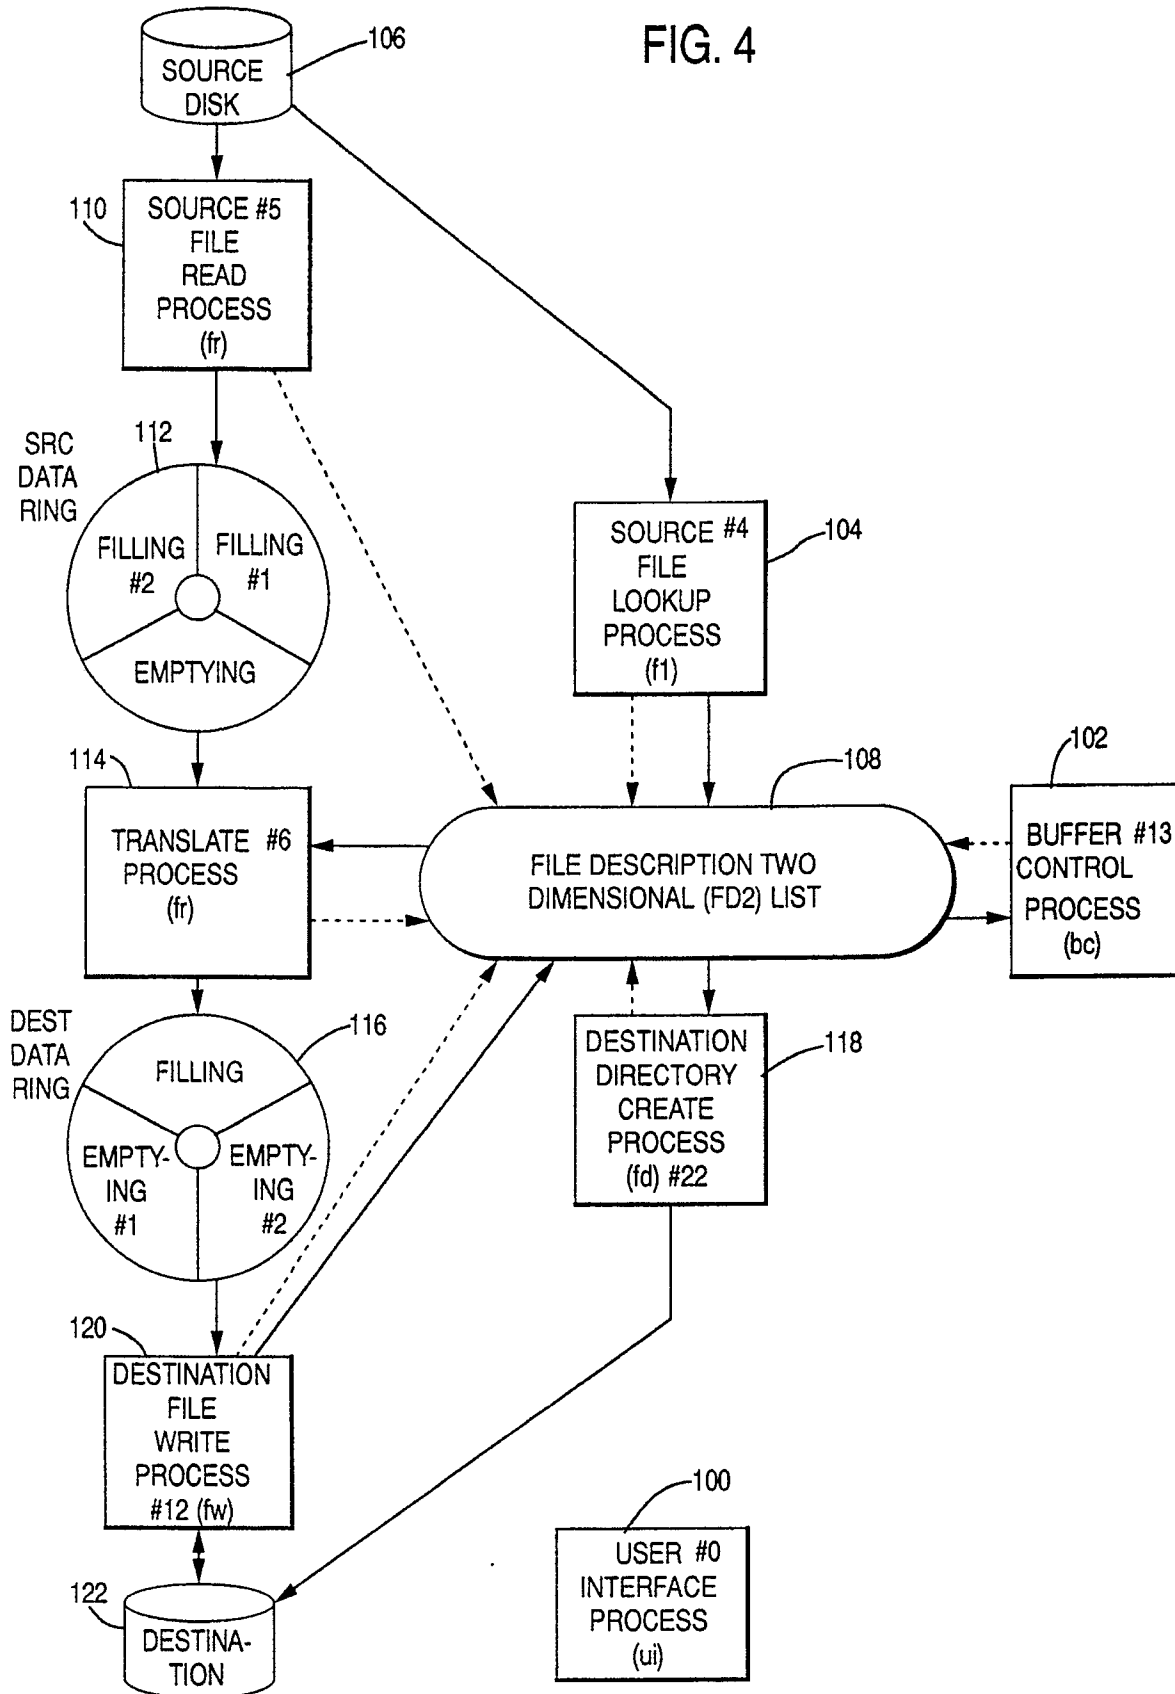 FIG. 4
106
SOURCE
DISK
110
SOURCE #5
FILE
READ
PROCESS
(fr)
SRC
DATA
RING
112
FILLING
#2
FILLING
#1
EMPTYING
SOURCE #4
FILE
LOOKUP
PROCESS
(f1)
104
114
TRANSLATE #6
PROCESS
(fr)
108
FILE DESCRIPTION TWO
DIMENSIONAL (FD2) LIST
102
BUFFER #13
CONTROL
PROCESS
(bc)
DEST
DATA
RING
116
FILLING
EMPTY-
ING
#1
EMPTY-
ING
#2
DESTINATION
DIRECTORY
CREATE
PROCESS
(fd) #22
118
120
DESTINATION
FILE
WRITE
PROCESS
#12 (fw)
122
DESTINA-
TION
100
USER #0
INTERFACE
PROCESS
(ui)